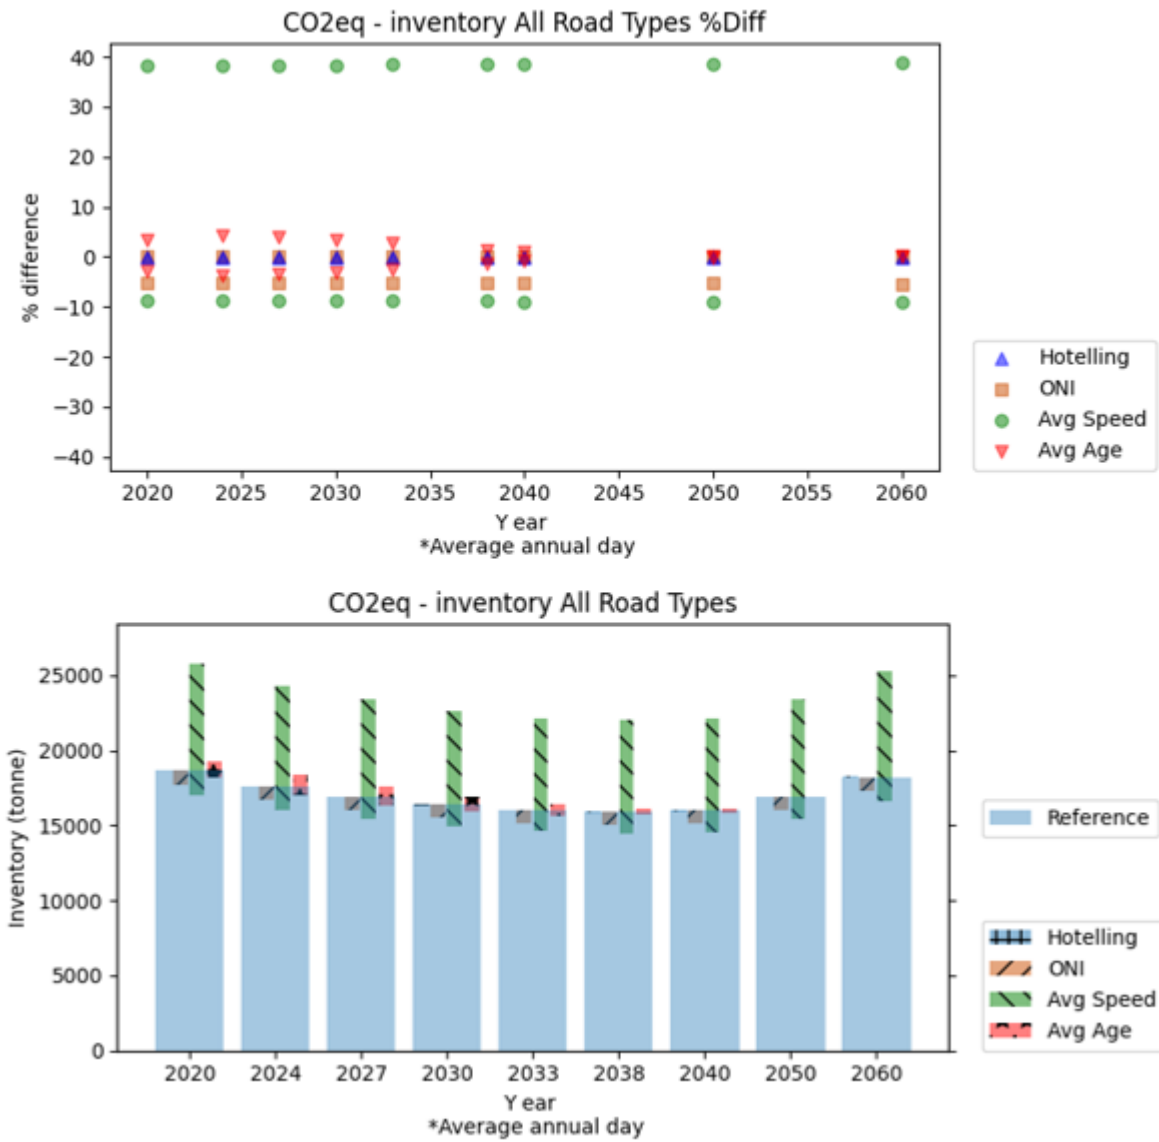 CO2eq - inventory All Road Types %Diff
% difference
40
30
20
10
0
−10
−20
−30
−40
2020 2025 2030 2035 2040 2045 2050 2055 2060
Y ear
*Average annual day
Hotelling
ONI
Avg Speed
Avg Age
CO2eq - inventory All Road Types
Inventory (tonne)
25000
20000
15000
10000
5000
0
2020 2024 2027 2030 2033 2038 2040 2050 2060
Y ear
*Average annual day
Reference
Hotelling
ONI
Avg Speed
Avg Age